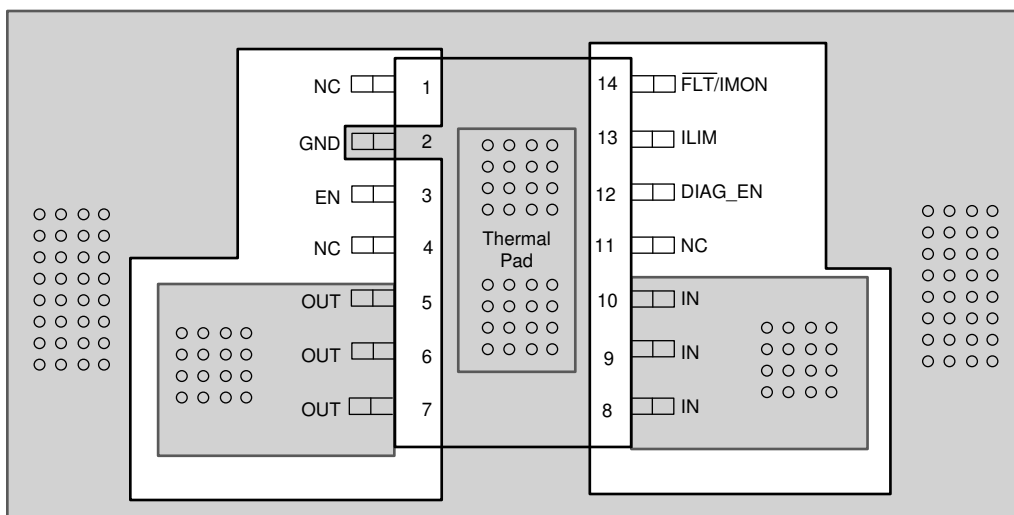 NC 1
GND 2
EN 3
NC 4
OUT 5
OUT 6
OUT 7
Thermal
Pad
14 FLT/IMON
13 ILIM
12 DIAG_EN
11 NC
10 IN
9 IN
8 IN